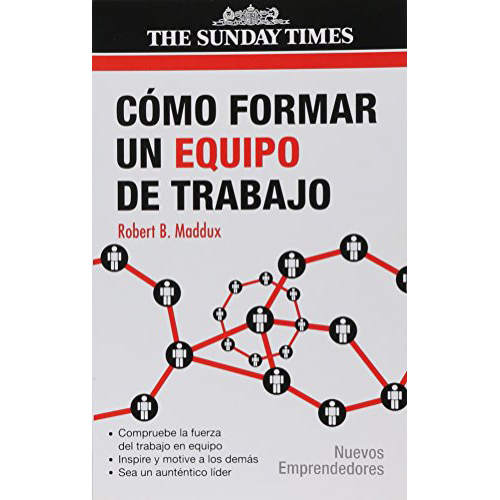 THE SUNDAY TIMES
CÓMO FORMAR
UN EQUIPO
DE TRABAJO
Robert B. Maddux
• Compruebe la fuerza
del trabajo en equipo
• Inspire y motive a los demás
• Sea un aunténtico líder
Nuevos
Emprendedores